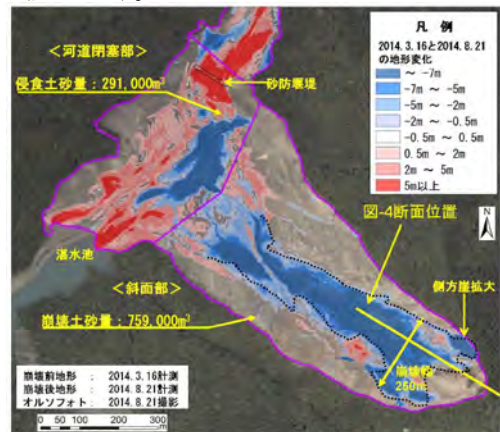 凡 例
2014.3.16と2014.8.21
の地形変化
～ -7m
-7m ～ -5m
-5m ～ -2m
-2m ～ -0.5m
-0.5m ～ 0.5m
0.5m ～ 2m
2m ～ 5m
5m以上
N
＜河道閉塞部＞
侵食土砂量：291,000m³
砂防堰堤
図-4断面位置
湛水池
＜斜面部＞
側方崖拡大
崩壊土砂量：759,000m³
崩壊幅
250m
崩壊前地形 ： 2014.3.16計測
崩壊後地形 ： 2014.8.21計測
オルソフォト ： 2014.8.21撮影
0 50 100 200 300
m